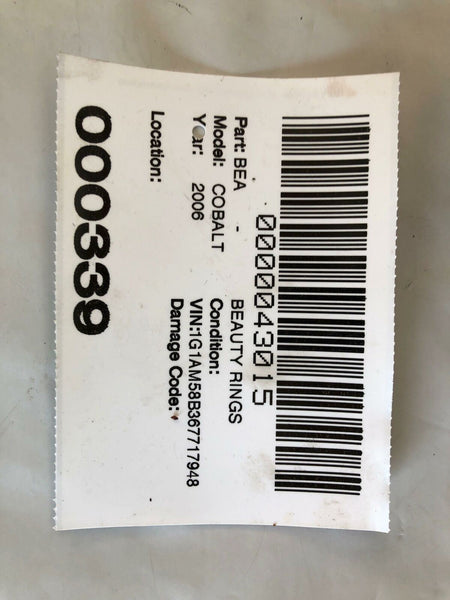 0000043015
Part: BEA - BEAUTY RINGS
Model: COBALT Condition:
Year: 2006 VIN:1G1AM58B367717948
Damage Code:
Location:
000339